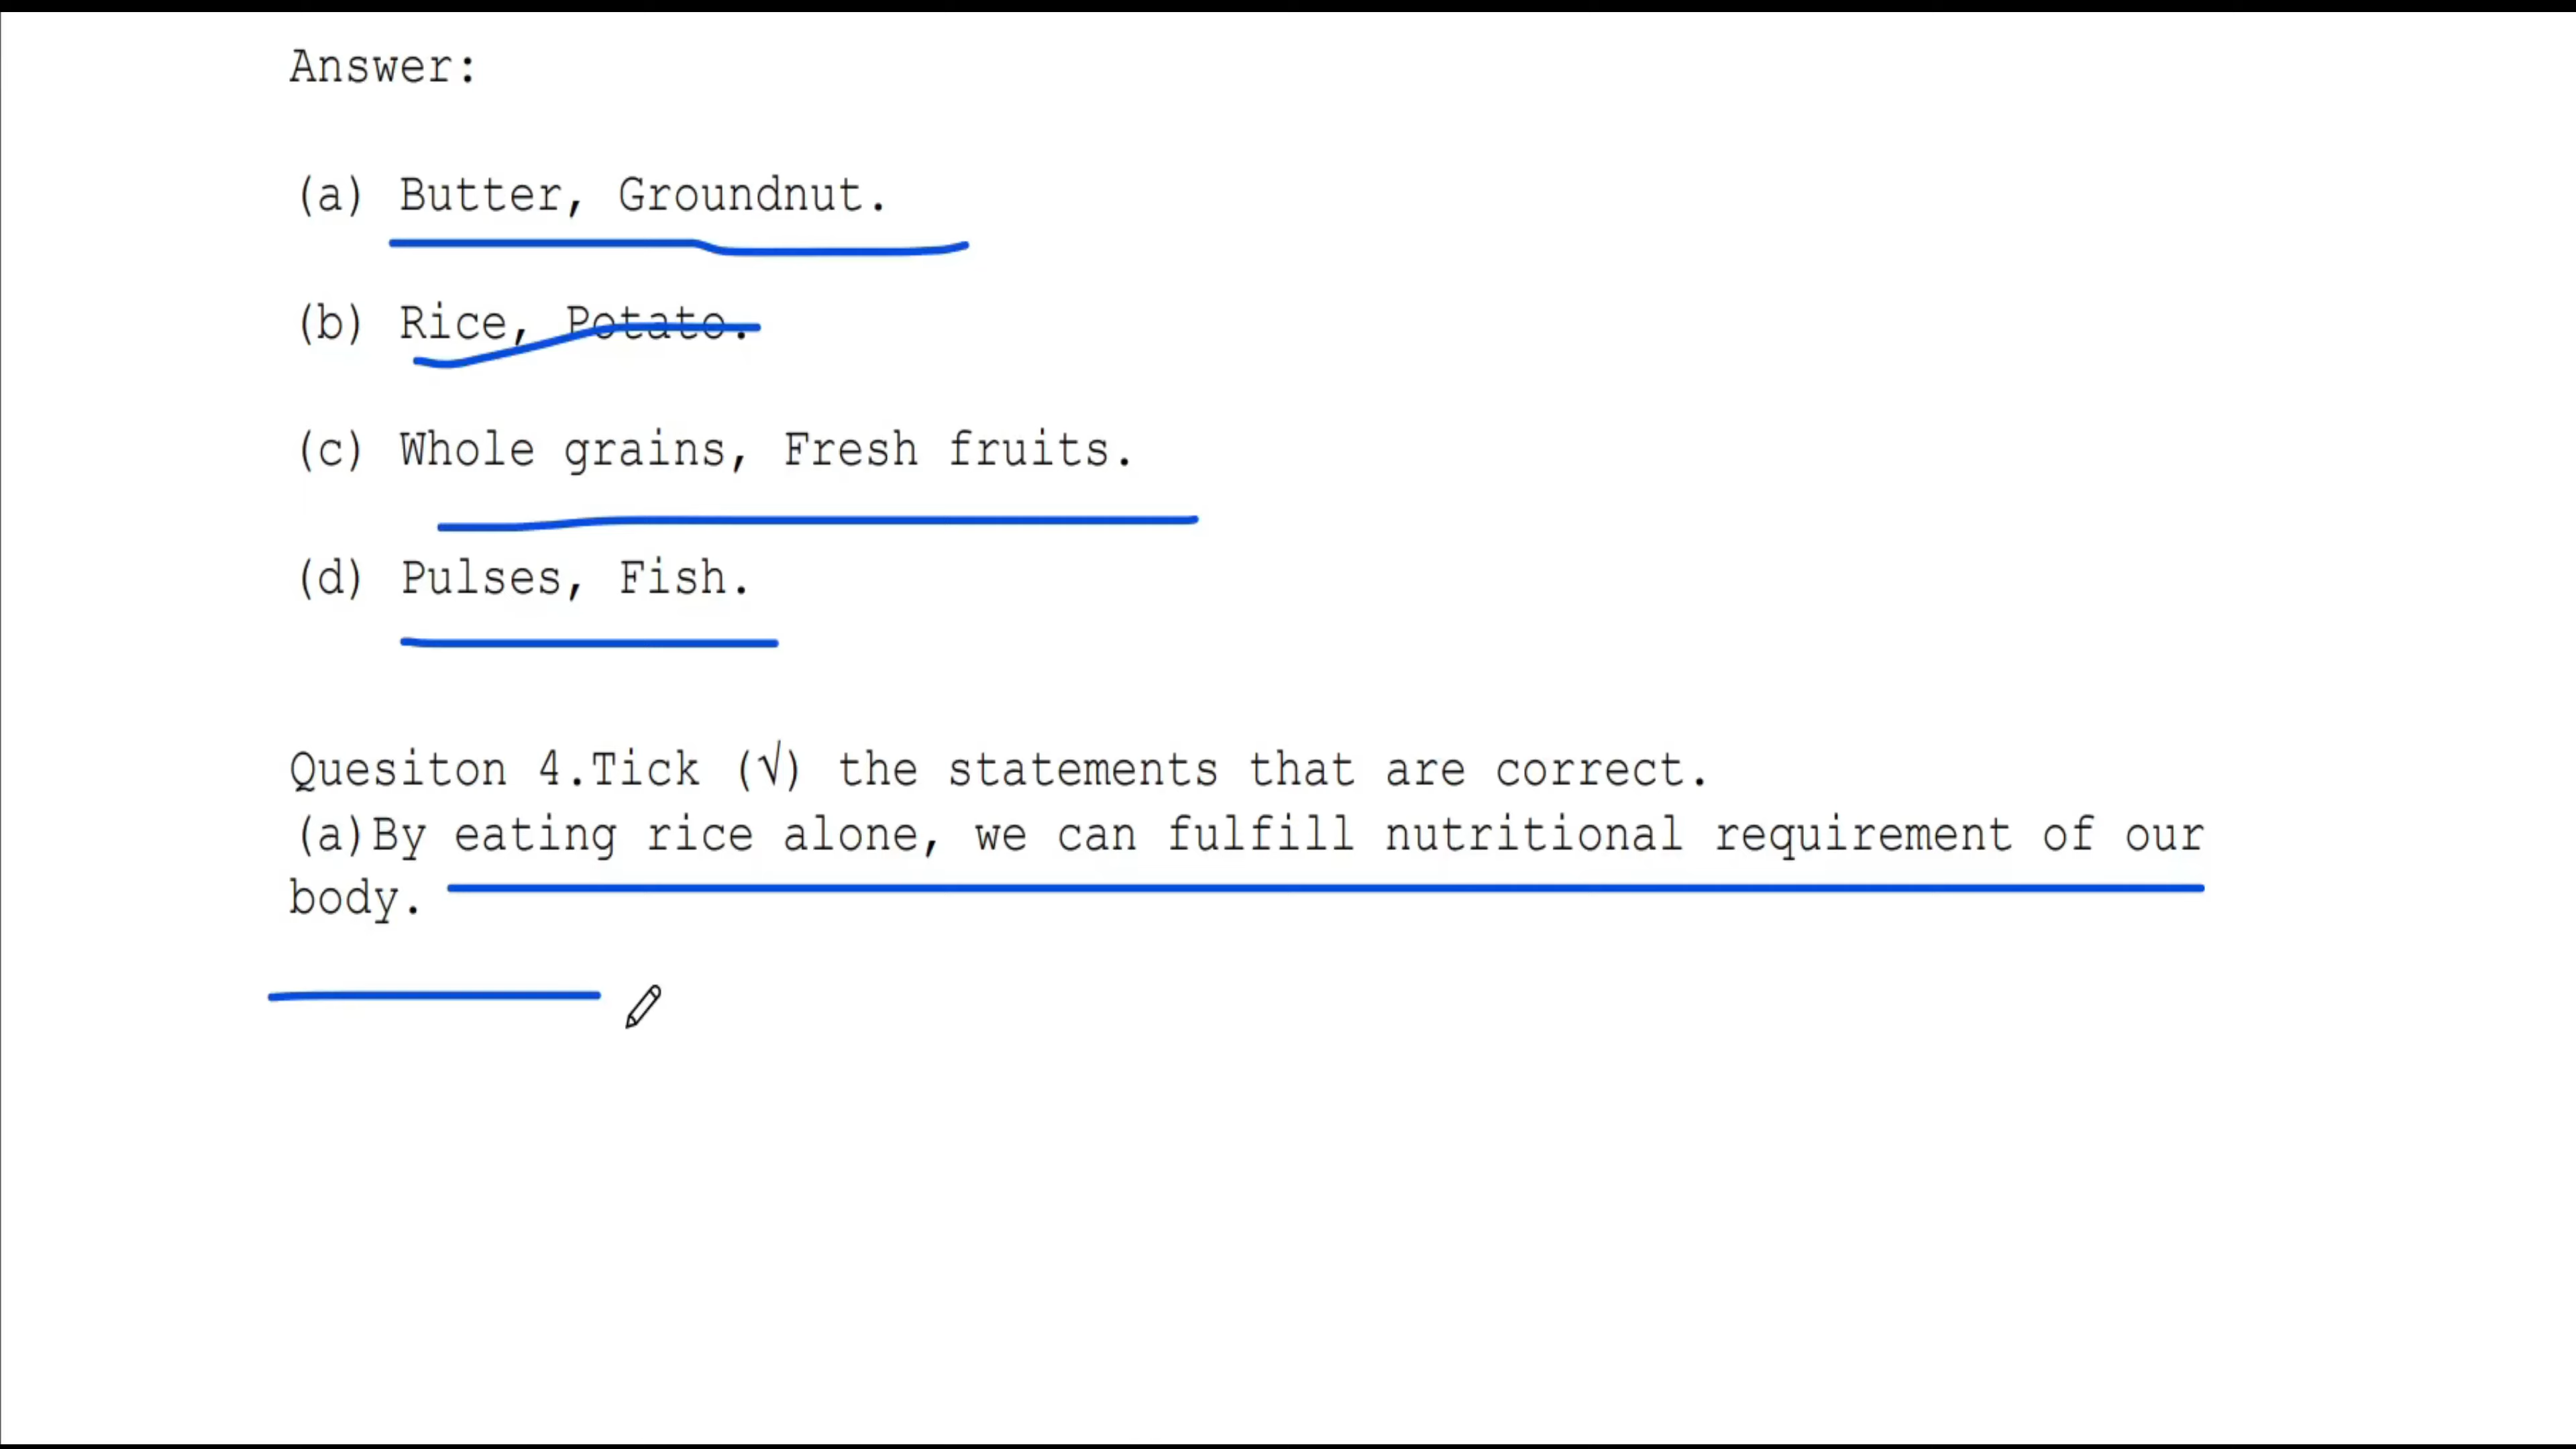 Answer:
(a) Butter, Groundnut.
(b) Rice, Potato.
(c) Whole grains, Fresh fruits.
(d) Pulses, Fish.
Quesiton 4.Tick (√) the statements that are correct.
(a)By eating rice alone, we can fulfill nutritional requirement of our
body.